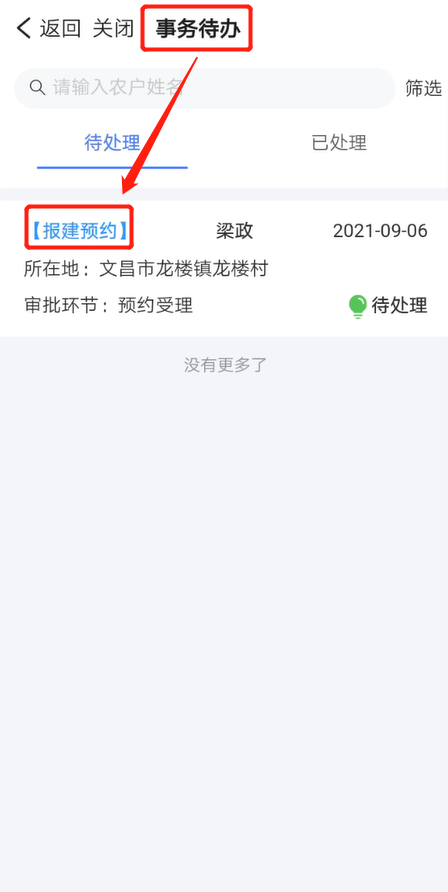 返回 关闭 事务待办
请输入农户姓名 筛选
待处理 已处理
【报建预约】 梁政 2021-09-06
所在地：文昌市龙楼镇龙楼村
审批环节：预约受理 待处理
没有更多了